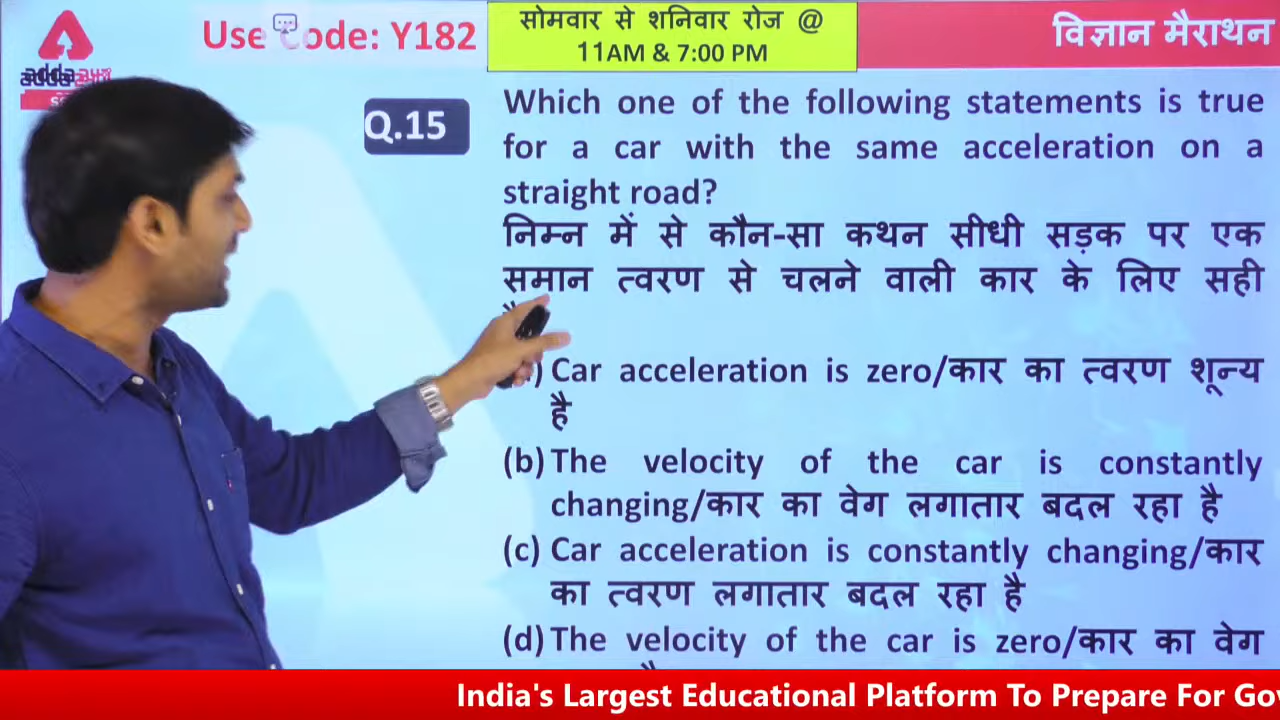 Use Code: Y182
सोमवार से शनिवार रोज @
11AM & 7:00 PM
विज्ञान मैराथन
Q.15
Which one of the following statements is true
for a car with the same acceleration on a
straight road?
निम्न में से कौन-सा कथन सीधी सड़क पर एक
समान त्वरण से चलने वाली कार के लिए सही
Car acceleration is zero/कार का त्वरण शून्य
है
(b) The velocity of the car is constantly
changing/कार का वेग लगातार बदल रहा है
(c) Car acceleration is constantly changing/कार
का त्वरण लगातार बदल रहा है
(d) The velocity of the car is zero/कार का वेग
India's Largest Educational Platform To Prepare For